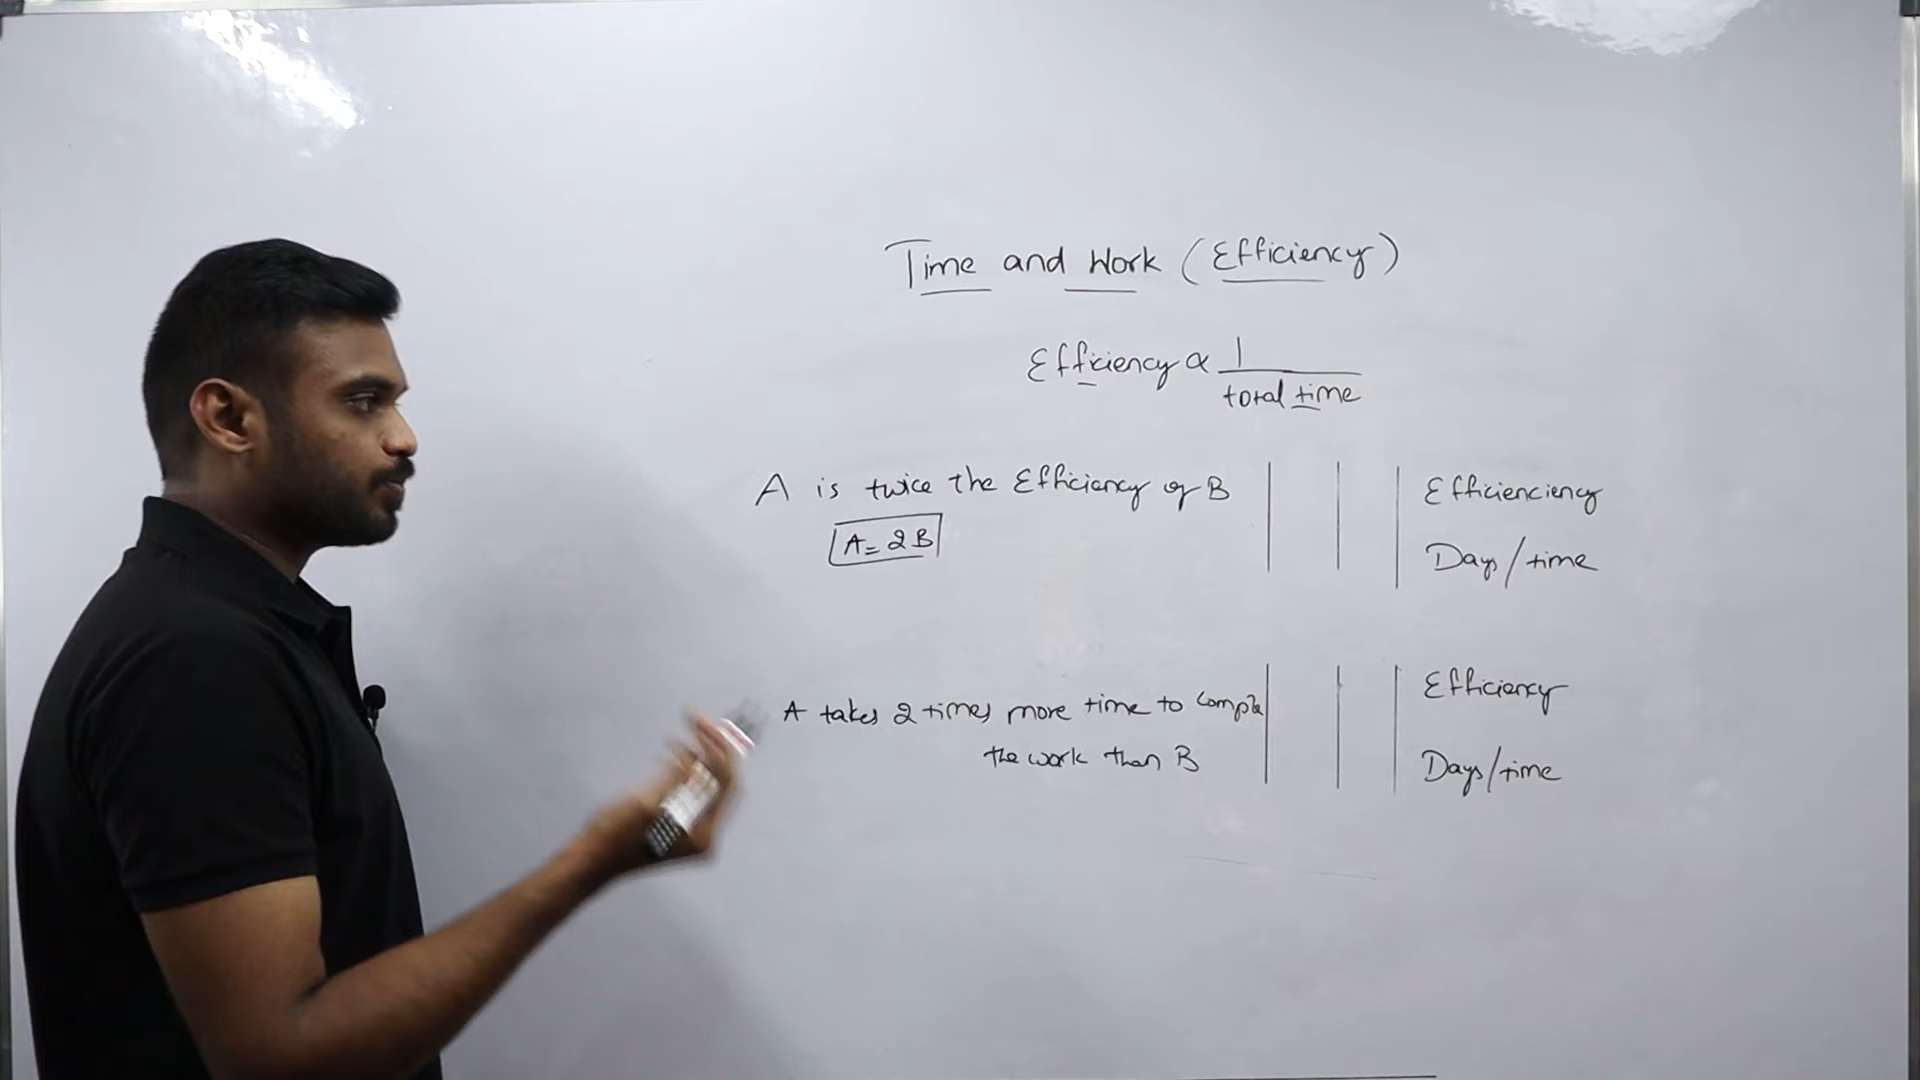 Time and Work (Efficiency)
Efficiency ∝ 1
total time
A is twice the Efficiency of B
A = 2B
Efficienciency
Days/time
A takes 2 times more time to comple
the work than B
Efficiency
Days/time